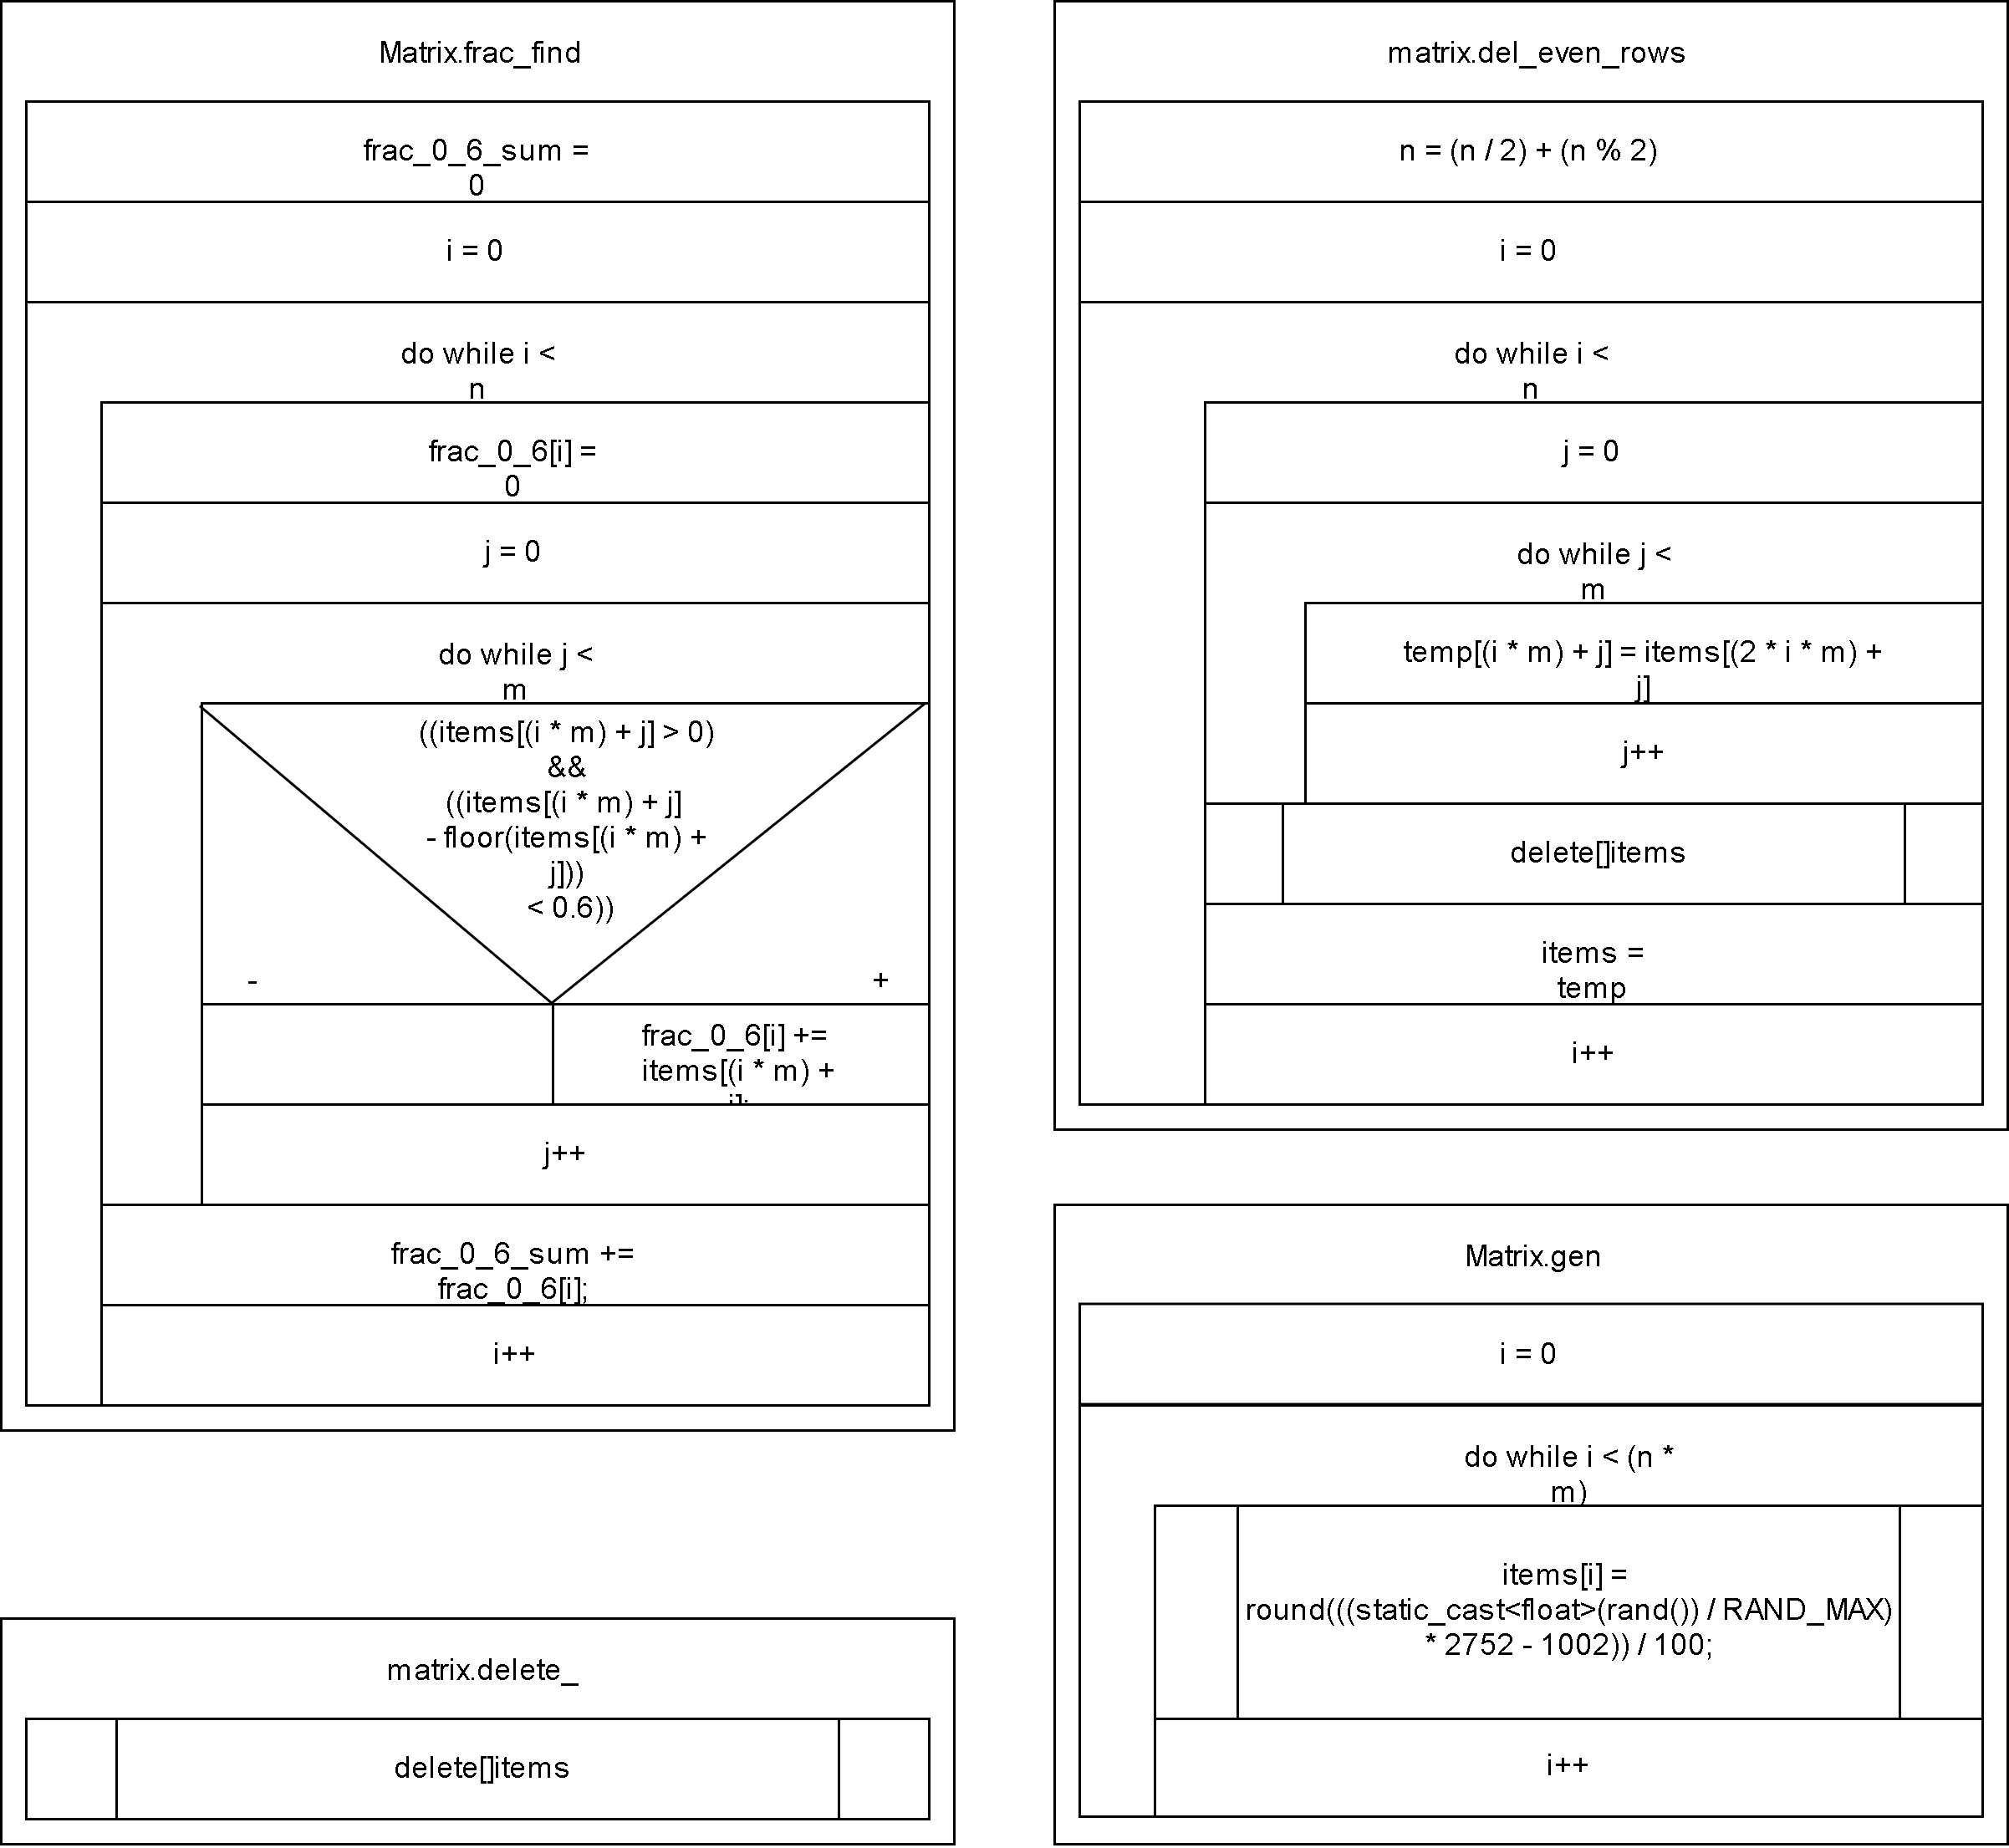 Matrix.frac_find
frac_0_6_sum =
0
i = 0
do while i <
n
frac_0_6[i] =
0
j = 0
do while j <
m
((items[(i * m) + j] > 0)
&&
((items[(i * m) + j]
- floor(items[(i * m) +
j]))
< 0.6))
-
+
frac_0_6[i] +=
items[(i * m) +
j++
frac_0_6_sum +=
frac_0_6[i];
i++
matrix.del_even_rows
n = (n / 2) + (n % 2)
i = 0
do while i <
n
j = 0
do while j <
m
temp[(i * m) + j] = items[(2 * i * m) +
j]
j++
delete[]items
items =
temp
i++
Matrix.gen
i = 0
do while i < (n *
m)
items[i] =
round(((static_cast<float>(rand()) / RAND_MAX)
* 2752 - 1002)) / 100;
i++
matrix.delete_
delete[]items